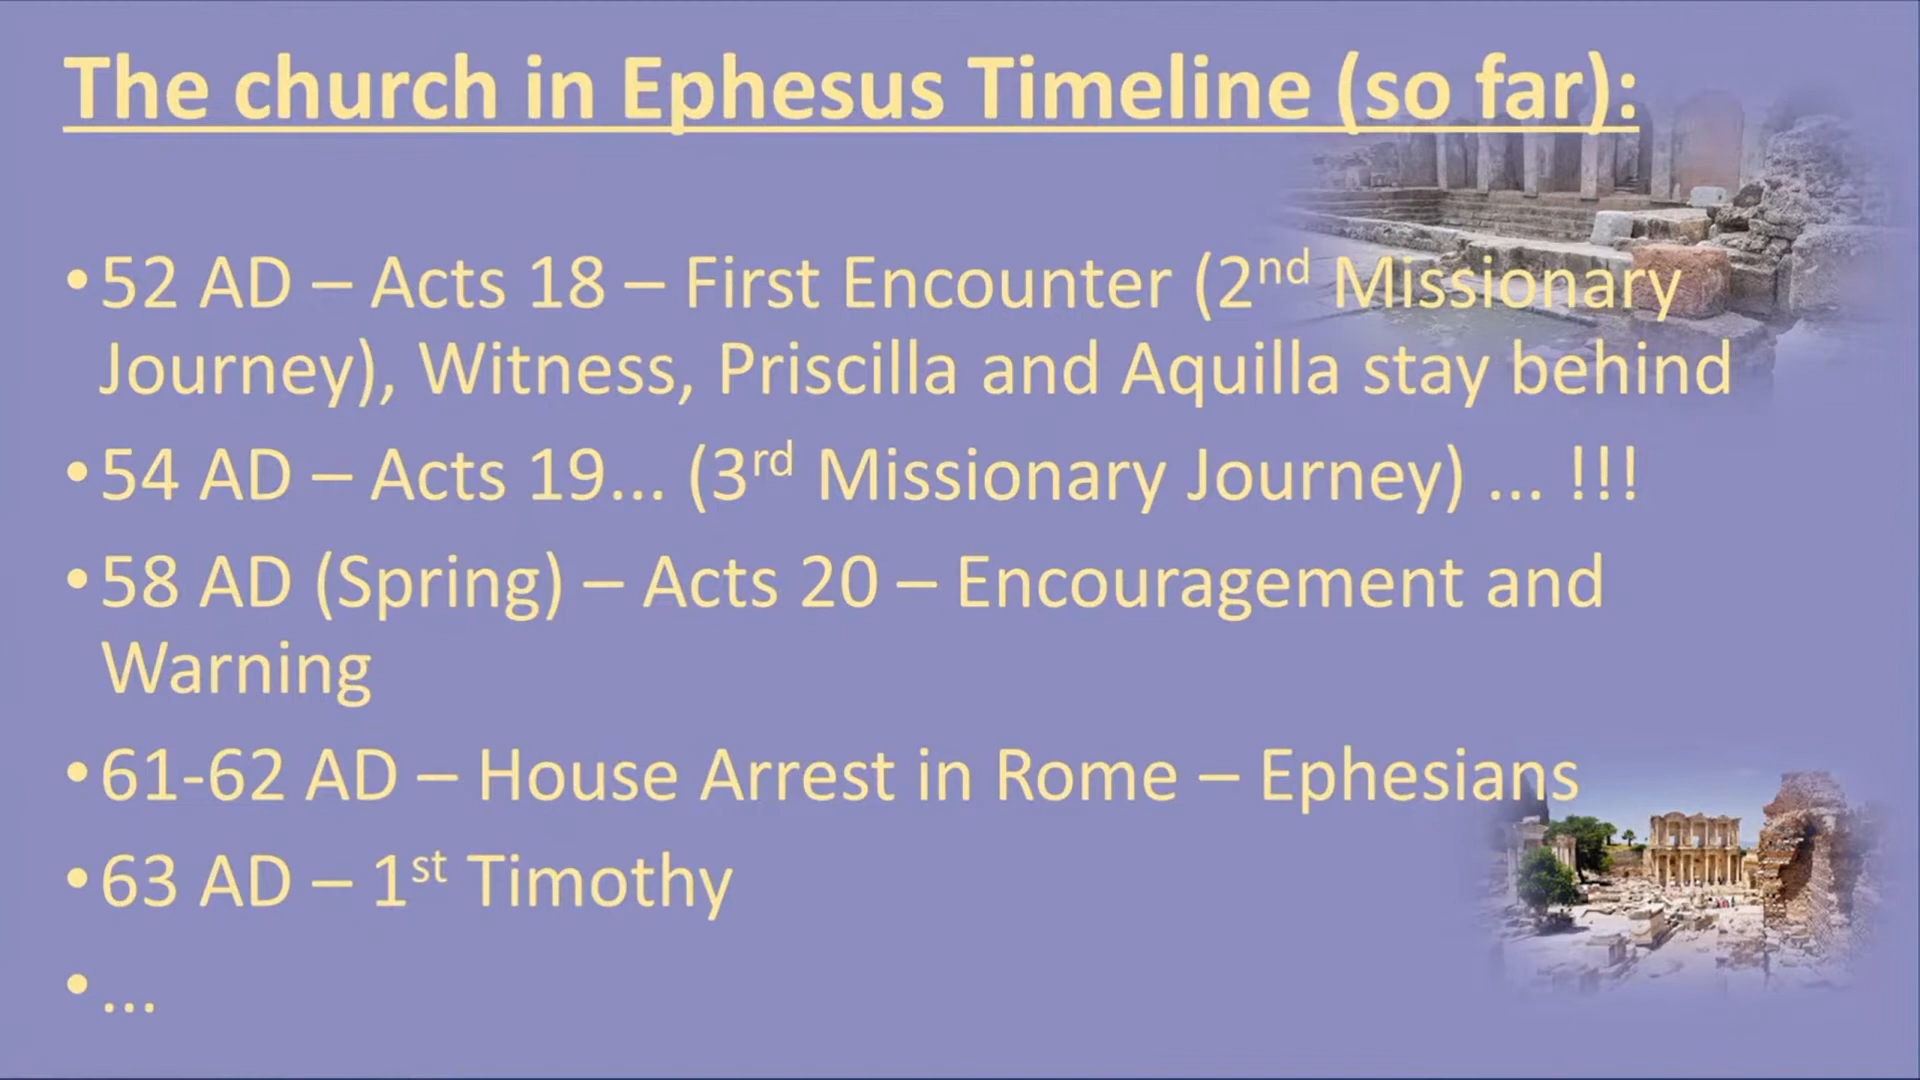 The church in Ephesus Timeline (so far):
•52 AD – Acts 18 – First Encounter (2nd Missionary
Journey), Witness, Priscilla and Aquilla stay behind
•54 AD – Acts 19... (3rd Missionary Journey) ... !!!
•58 AD (Spring) – Acts 20 – Encouragement and
Warning
•61-62 AD – House Arrest in Rome – Ephesians
•63 AD – 1st Timothy
•...